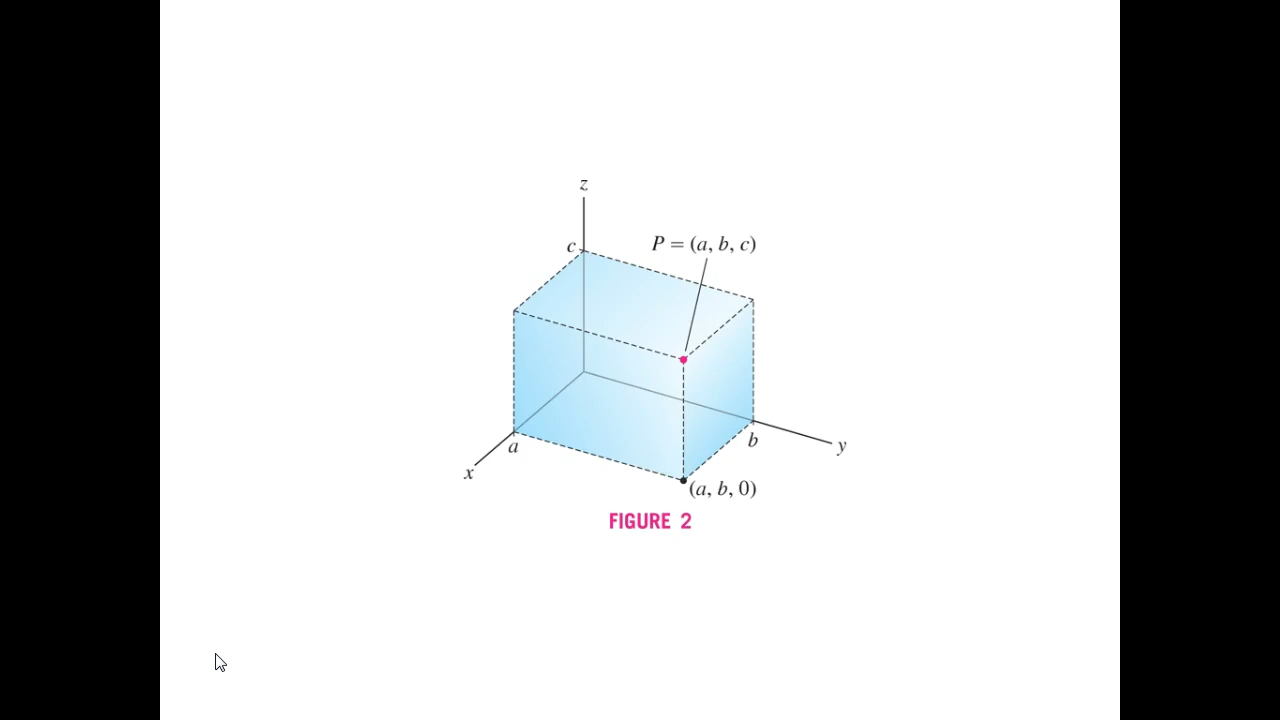 z
c
P = (a, b, c)
b
a
y
x
(a, b, 0)
FIGURE 2